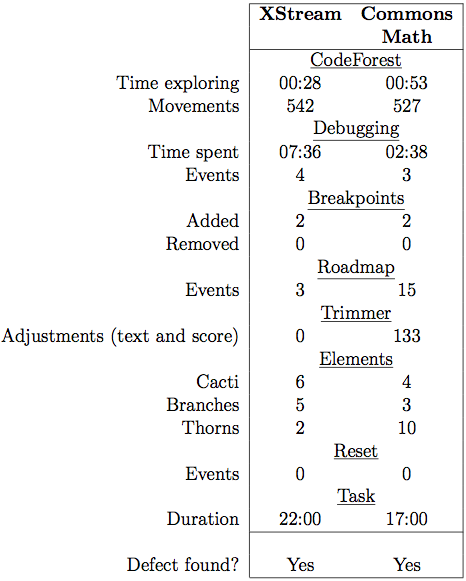 XStream Commons
Math
CodeForest
Time exploring 00:28 00:53
Movements 542 527
Debugging
Time spent 07:36 02:38
Events 4 3
Breakpoints
Added 2 2
Removed 0 0
Roadmap
Events 3 15
Trimmer
Adjustments (text and score) 0 133
Elements
Cacti 6 4
Branches 5 3
Thorns 2 10
Reset
Events 0 0
Task
Duration 22:00 17:00
Defect found? Yes Yes